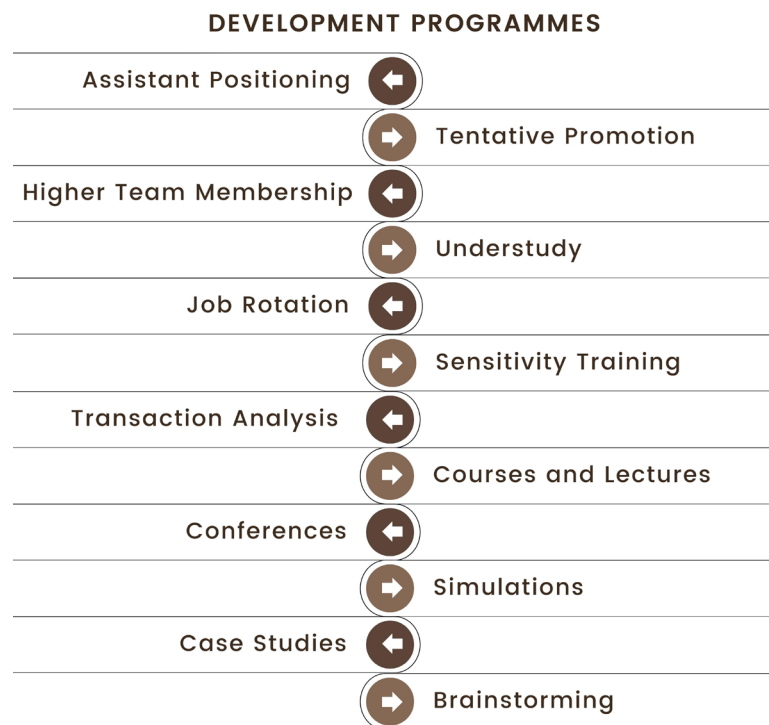 DEVELOPMENT PROGRAMMES
Assistant Positioning
Tentative Promotion
Higher Team Membership
Understudy
Job Rotation
Sensitivity Training
Transaction Analysis
Courses and Lectures
Conferences
Simulations
Case Studies
Brainstorming